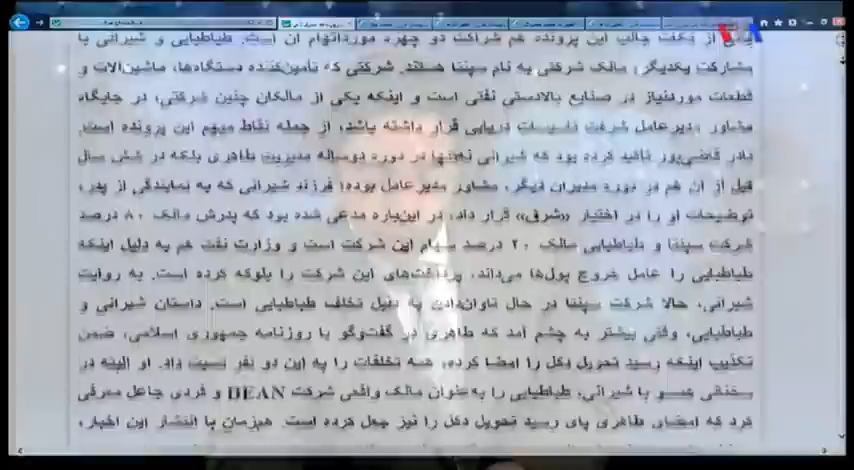 یکی از نکات جالب این پرونده هم شراکت دو چهره مورداتهام آن است. طباطبایی و شیرانی با
مشارکت یکدیگر، مالک شرکتی به نام سپنتا هستند. شرکتی که تأمین‌کننده دستگاه‌ها، ماشین‌آلات و
قطعات موردنیاز در صنایع بالادستی نفتی است و اینکه یکی از مالکان چنین شرکتی، در جایگاه
مشاور مدیرعامل شرکت تاسیسات دریایی قرار داشته باشد، از جمله نقاط مبهم این پرونده است.
نادر قاضی‌پور تاکید کرده بود که شیرانی نه‌تنها در دوره دوساله مدیریت طاهری بلکه در شش سال
قبل از آن هم در دوره مدیران دیگر، مشاور مدیرعامل بوده؛ فرزند شیرانی که به نمایندگی از پدر،
توضیحات او را در اختیار «شرق» قرار داد، در این‌باره مدعی شده بود که پدرش مالک ۸۰ درصد
شرکت سپنتا و طباطبایی مالک ۲۰ درصد سهام این شرکت است و وزارت نفت هم به دلیل اینکه
طباطبایی را عامل خروج پول‌ها می‌داند، پرداخت‌های این شرکت را بلوکه کرده است. به روایت
شیرانی، حالا شرکت سپنتا در حال تاوان‌دادن به دلیل تخلف طباطبایی است. داستان شیرانی و
طباطبایی، وقتی بیشتر به چشم آمد که طاهری در گفت‌وگو با روزنامه جمهوری اسلامی، ضمن
تکذیب اینکه رسید تحویل دکل را امضا کرده، همه تخلفات را به این دو نفر نسبت داد. او البته در
سخنانی همسو با شیرانی، طباطبایی را به‌عنوان مالک واقعی شرکت DEAN و فردی جاعل معرفی
کرد که امضای طاهری پای رسید تحویل دکل را نیز جعل کرده است. همزمان با انتشار این اخبار،